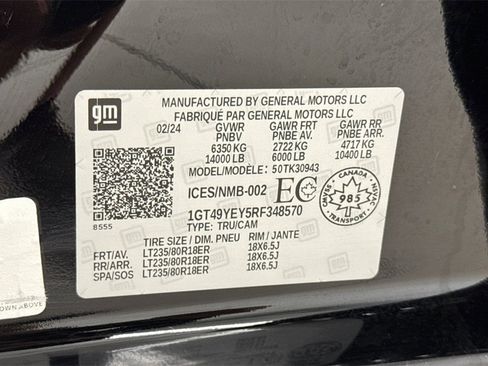 gm
MANUFACTURED BY GENERAL MOTORS LLC
FABRIQUÉ PAR GENERAL MOTORS LLC
02/24 GVWR GAWR FRT GAWR RR
PNBV PNBE AV. PNBE ARR.
6350 KG 2722 KG 4717 KG
14000 LB 6000 LB 10400 LB
MODEL/MODÈLE: 50TK30943
ICES/NMB-002 EC
CANADA
985
TRANSPORT
1GT49YEY5RF348570
8555
TYPE: TRU/CAM
TIRE SIZE / DIM. PNEU RIM / JANTE
FRT/AV. LT235/80R18ER 18X6.5J
RR/ARR. LT235/80R18ER 18X6.5J
SPA/SOS LT235/80R18ER 18X6.5J
OWN ABOVE